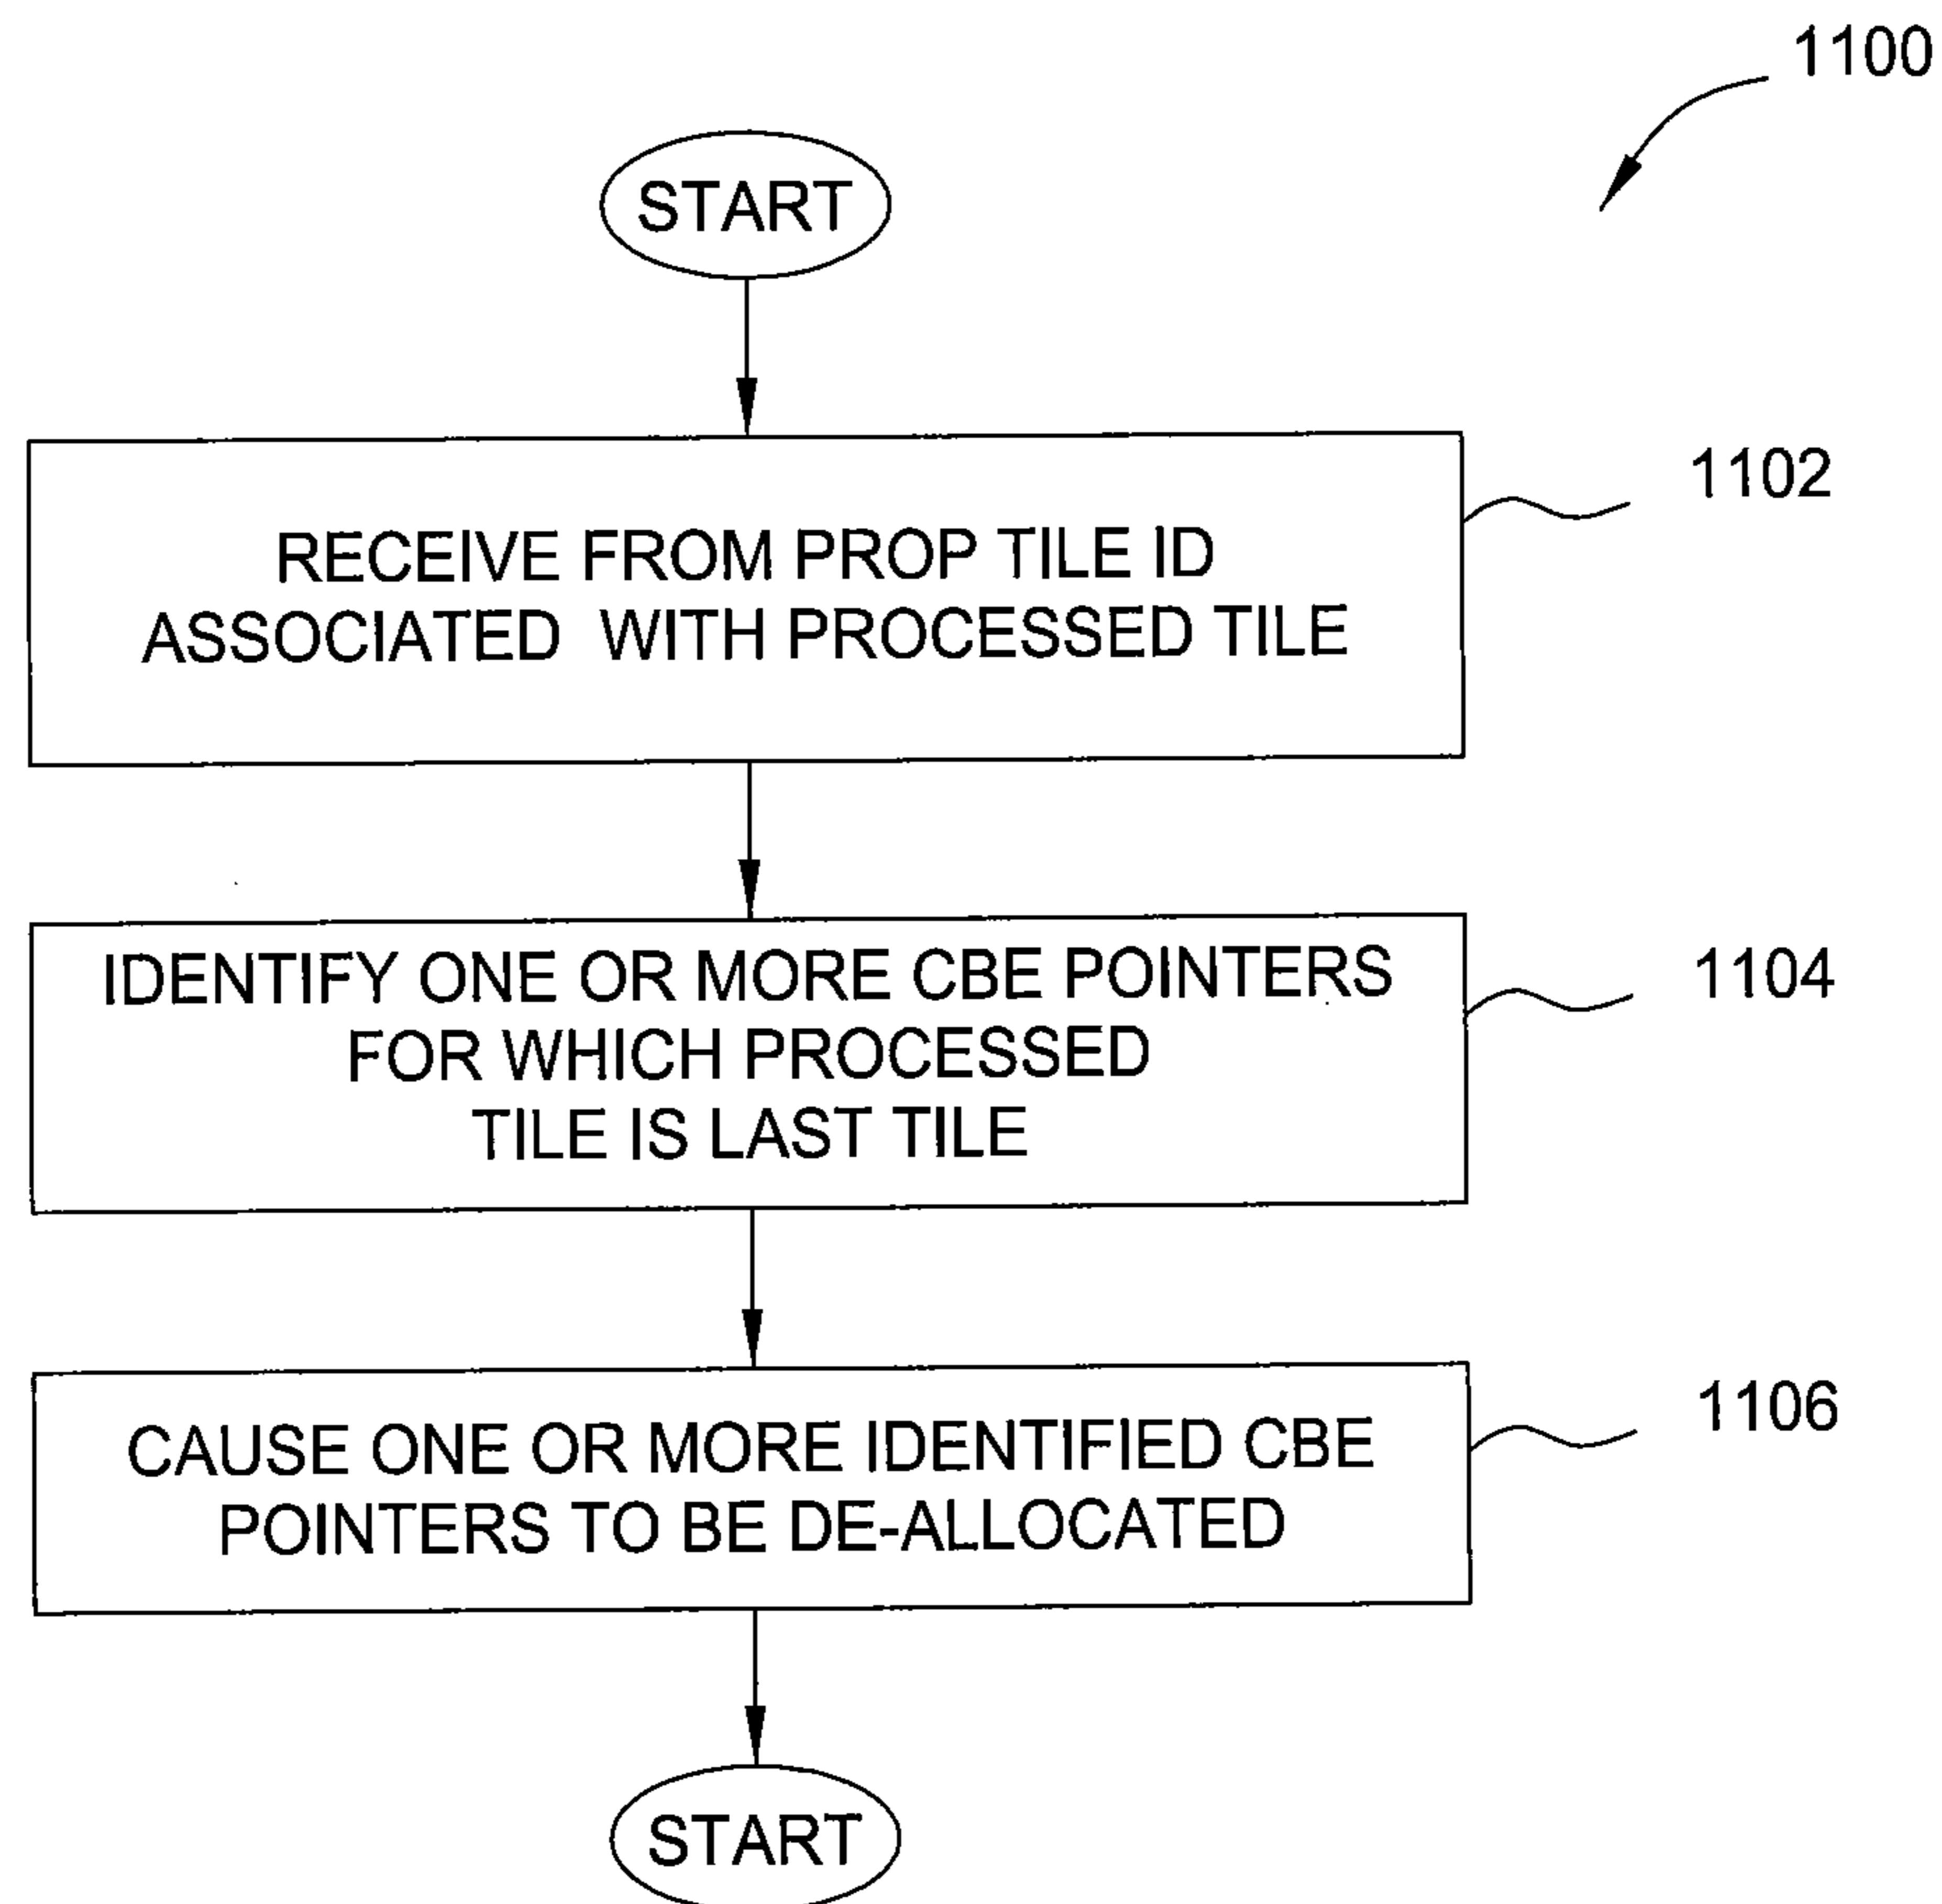 1100
START
RECEIVE FROM PROP TILE ID
ASSOCIATED WITH PROCESSED TILE
1102
IDENTIFY ONE OR MORE CBE POINTERS
FOR WHICH PROCESSED
TILE IS LAST TILE
1104
CAUSE ONE OR MORE IDENTIFIED CBE
POINTERS TO BE DE-ALLOCATED
1106
START